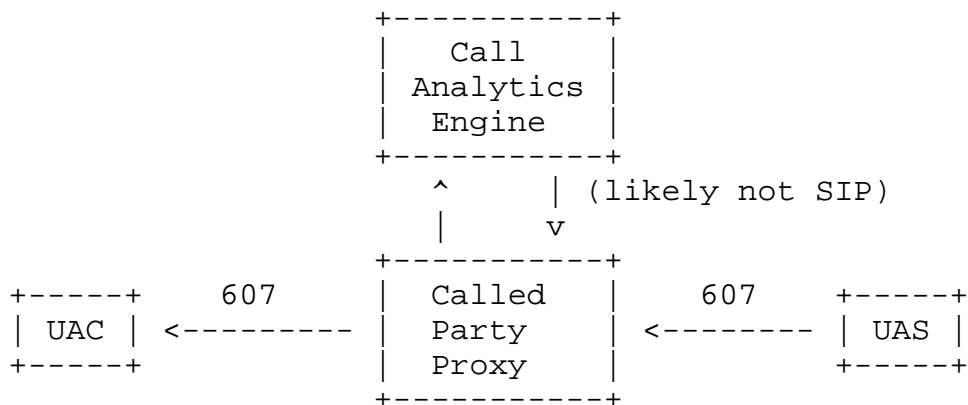 +-----------+
|   Call    |
| Analytics |
|  Engine   |
+-----------+
^     | (likely not SIP)
|     v
+-----------+
+-----+    607      |  Called   |    607     +-----+
| UAC | <--------- |   Party   | <-------- | UAS |
+-----+             |   Proxy   |            +-----+
+-----------+